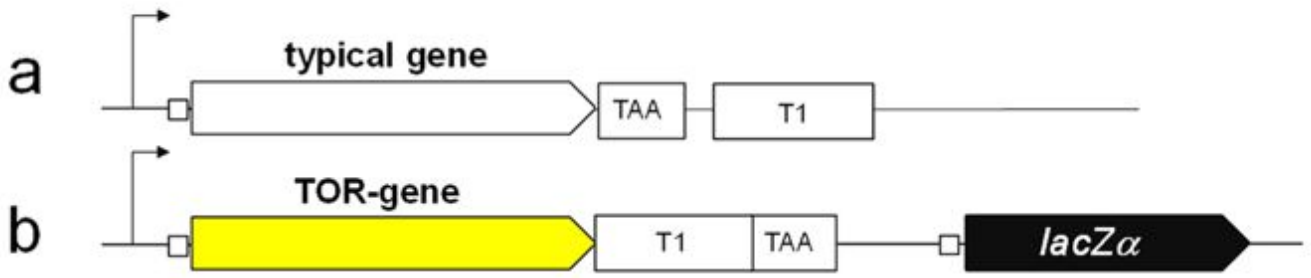 a
typical gene
TAA T1
b
TOR-gene
T1 TAA lacZα